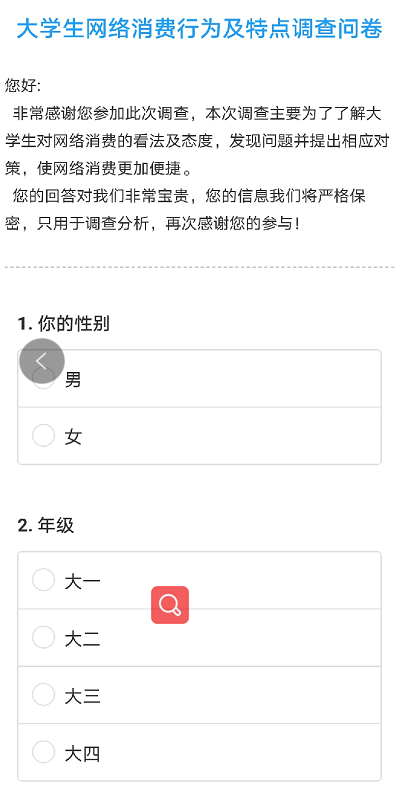 大学生网络消费行为及特点调查问卷
您好:
非常感谢您参加此次调查，本次调查主要为了了解大
学生对网络消费的看法及态度，发现问题并提出相应对
策，使网络消费更加便捷。
您的回答对我们非常宝贵，您的信息我们将严格保
密，只用于调查分析，再次感谢您的参与!
1. 你的性别
男
女
2. 年级
大一
大二
大三
大四